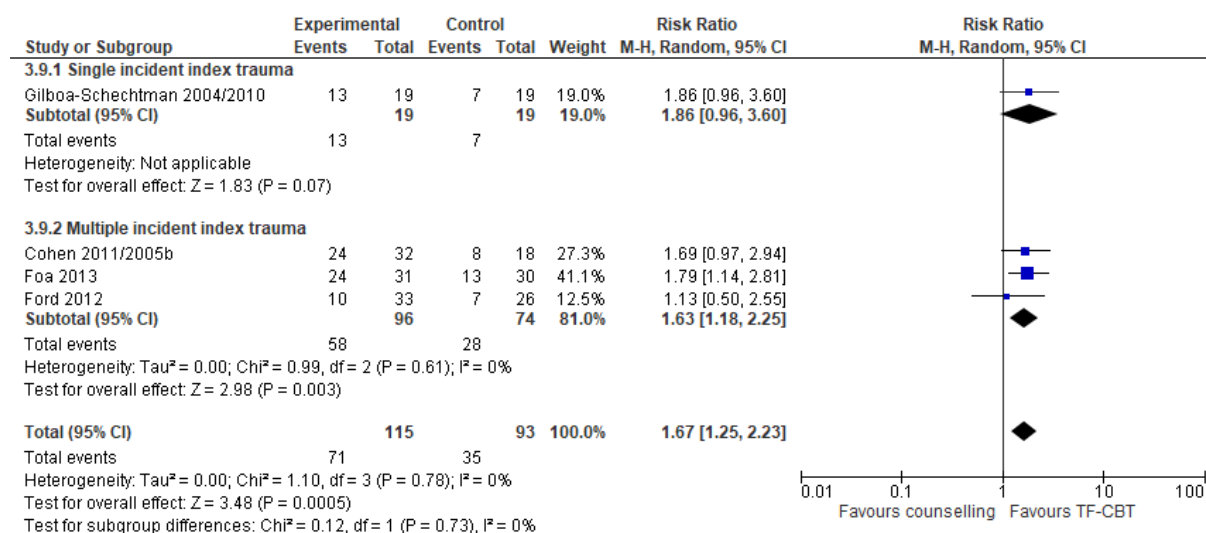 Experimental Control Risk Ratio Risk Ratio
Study or Subgroup Events Total Events Total Weight M-H, Random, 95% CI M-H, Random, 95% CI
3.9.1 Single incident index trauma
Gilboa-Schechtman 2004/2010 13 19 7 19 19.0% 1.86 [0.96, 3.60]
Subtotal (95% CI) 19 19 19.0% 1.86 [0.96, 3.60]
Total events 13 7
Heterogeneity: Not applicable
Test for overall effect: Z = 1.83 (P = 0.07)
3.9.2 Multiple incident index trauma
Cohen 2011/2005b 24 32 8 18 27.3% 1.69 [0.97, 2.94]
Foa 2013 24 31 13 30 41.1% 1.79 [1.14, 2.81]
Ford 2012 10 33 7 26 12.5% 1.13 [0.50, 2.55]
Subtotal (95% CI) 96 74 81.0% 1.63 [1.18, 2.25]
Total events 58 28
Heterogeneity: Tau² = 0.00; Chi² = 0.99, df = 2 (P = 0.61); I² = 0%
Test for overall effect: Z = 2.98 (P = 0.003)
Total (95% CI) 115 93 100.0% 1.67 [1.25, 2.23]
Total events 71 35
Heterogeneity: Tau² = 0.00; Chi² = 1.10, df = 3 (P = 0.78); I² = 0%
Test for overall effect: Z = 3.48 (P = 0.0005)
Test for subgroup differences: Chi² = 0.12, df = 1 (P = 0.73), I² = 0%
0.01 0.1 1 10 100
Favours counselling Favours TF-CBT